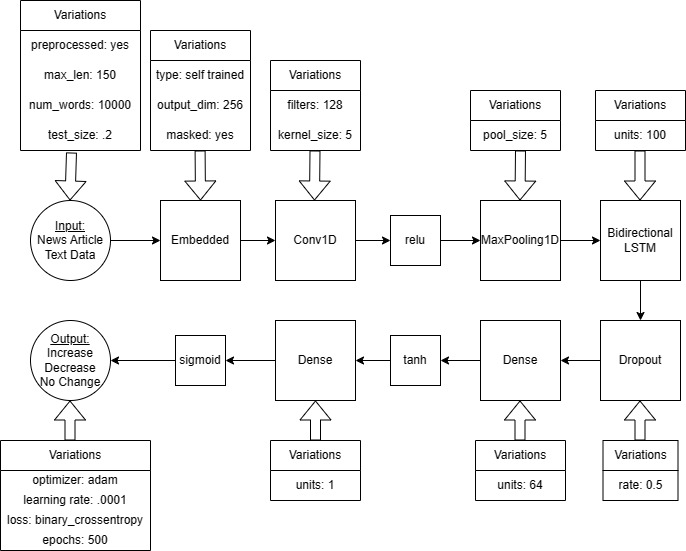 Variations
preprocessed: yes
max_len: 150
num_words: 10000
test_size: .2
Variations
type: self trained
output_dim: 256
masked: yes
Variations
filters: 128
kernel_size: 5
Variations
pool_size: 5
Variations
units: 100
Input:
News Article
Text Data
Embedded
Conv1D
relu
MaxPooling1D
Bidirectional
LSTM
Output:
Increase
Decrease
No Change
sigmoid
Dense
tanh
Dense
Dropout
Variations
optimizer: adam
learning rate: .0001
loss: binary_crossentropy
epochs: 500
Variations
units: 1
Variations
units: 64
Variations
rate: 0.5